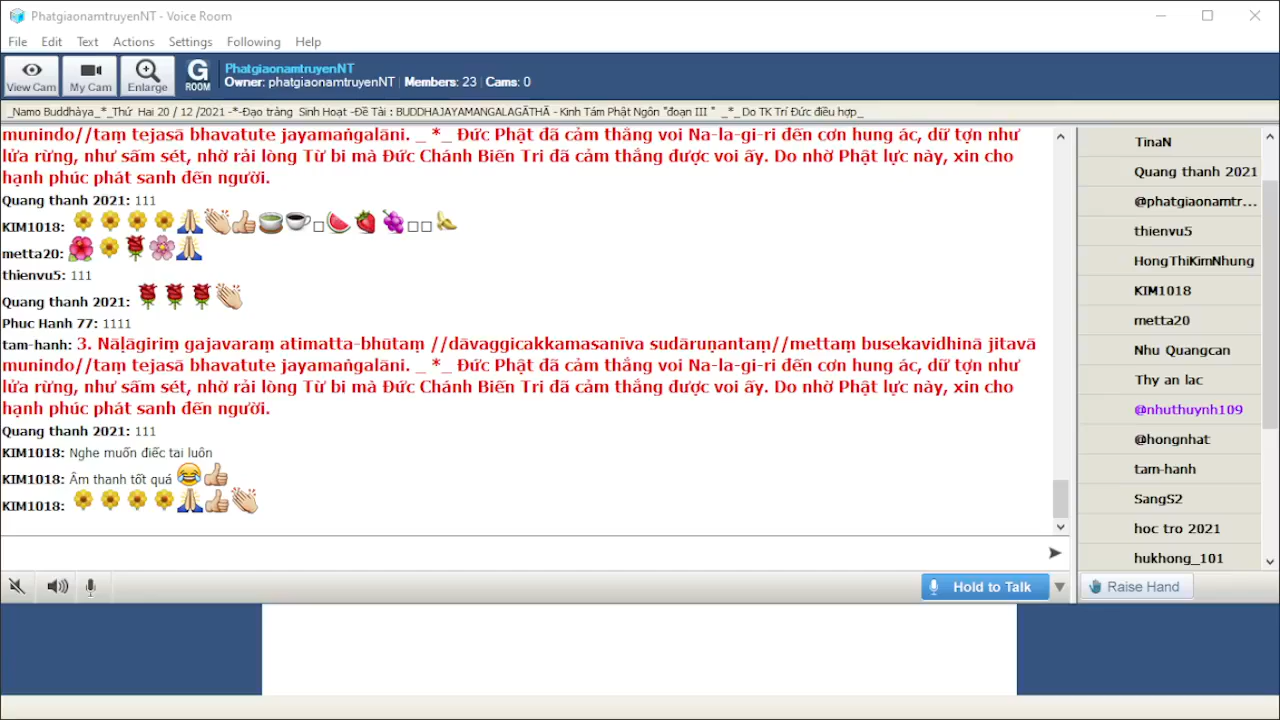 PhatgiaonamtruyenNT - Voice Room
File Edit Text Actions Settings Following Help
View Cam My Cam Enlarge G ROOM
PhatgiaonamtruyenNT
Owner: phatgiaonamtruyenNT | Members: 23 | Cams: 0
_Namo Buddhàya_*_Thứ Hai 20 / 12 /2021 -*-Đạo tràng Sinh Hoạt -Đề Tài : BUDDHAJAYAMANGALAGĀTHĀ - Kinh Tám Phật Ngôn "đoạn III " _*_ Do TK Trí Đức điều hợp_
munindo//taṃ tejasā bhavatute jayamaṅgalāni. _ *_ Đức Phật đã cảm thắng voi Na-la-gi-ri đến cơn hung ác, dữ tợn như
lửa rừng, như sấm sét, nhờ rải lòng Từ bi mà Đức Chánh Biến Tri đã cảm thắng được voi ấy. Do nhờ Phật lực này, xin cho
hạnh phúc phát sanh đến người.
Quang thanh 2021: 111
KIM1018:
metta20:
thienvu5: 111
Quang thanh 2021:
Phuc Hanh 77: 1111
tam-hanh: 3. Nāḷāgiriṃ gajavaraṃ atimatta-bhūtaṃ //dāvaggicakkamasanīva sudāruṇantaṃ//mettaṃ busekavidhinā jitavā
munindo//taṃ tejasā bhavatute jayamaṅgalāni. _ *_ Đức Phật đã cảm thắng voi Na-la-gi-ri đến cơn hung ác, dữ tợn như
lửa rừng, như sấm sét, nhờ rải lòng Từ bi mà Đức Chánh Biến Tri đã cảm thắng được voi ấy. Do nhờ Phật lực này, xin cho
hạnh phúc phát sanh đến người.
Quang thanh 2021: 111
KIM1018: Nghe muốn điếc tai luôn
KIM1018: Âm thanh tốt quá
KIM1018:
TinaN
Quang thanh 2021
@phatgiaonamtr...
thienvu5
HongThiKimNhung
KIM1018
metta20
Nhu Quangcan
Thy an lac
@nhuthuynh109
@hongnhat
tam-hanh
SangS2
hoc tro 2021
hukhong_101
Hold to Talk
Raise Hand